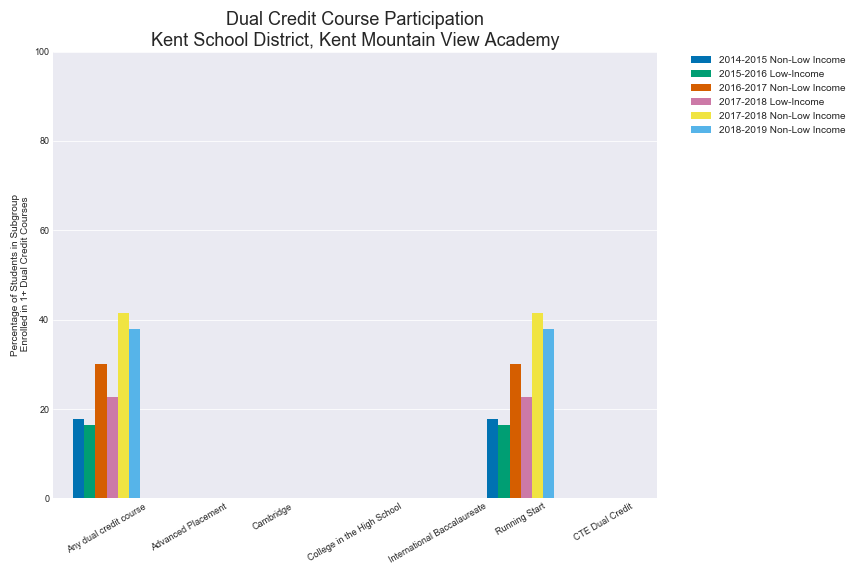 Dual Credit Course Participation
Kent School District, Kent Mountain View Academy
2014-2015 Non-Low Income
2015-2016 Low-Income
2016-2017 Non-Low Income
2017-2018 Low-Income
2017-2018 Non-Low Income
2018-2019 Non-Low Income
Percentage of Students in Subgroup
Enrolled in 1+ Dual Credit Courses
100
80
60
40
20
0
Any dual credit course
Advanced Placement
Cambridge
College in the High School
International Baccalaureate
Running Start
CTE Dual Credit